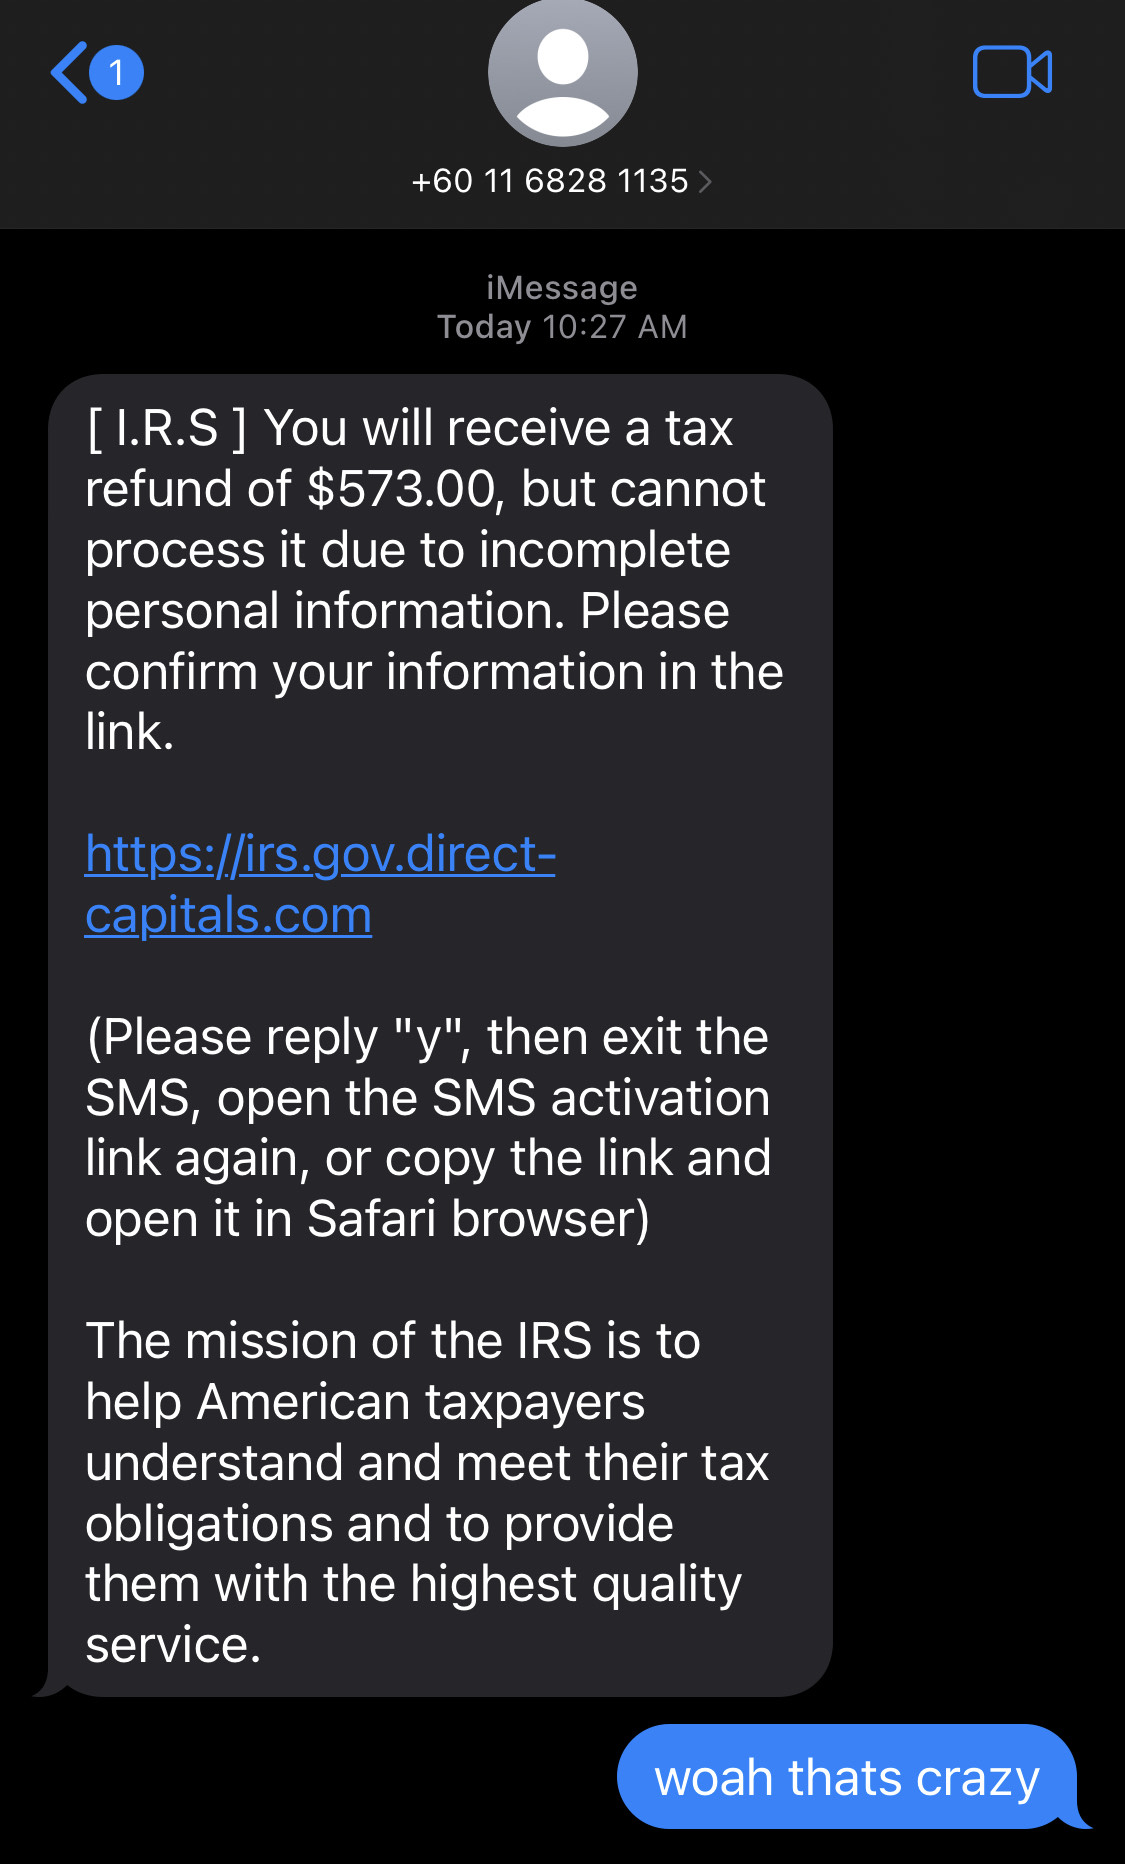 1
+60 11 6828 1135
iMessage
Today 10:27 AM
[ I.R.S ] You will receive a tax
refund of $573.00, but cannot
process it due to incomplete
personal information. Please
confirm your information in the
link.
https://irs.gov.direct-
capitals.com
(Please reply "y", then exit the
SMS, open the SMS activation
link again, or copy the link and
open it in Safari browser)
The mission of the IRS is to
help American taxpayers
understand and meet their tax
obligations and to provide
them with the highest quality
service.
woah thats crazy